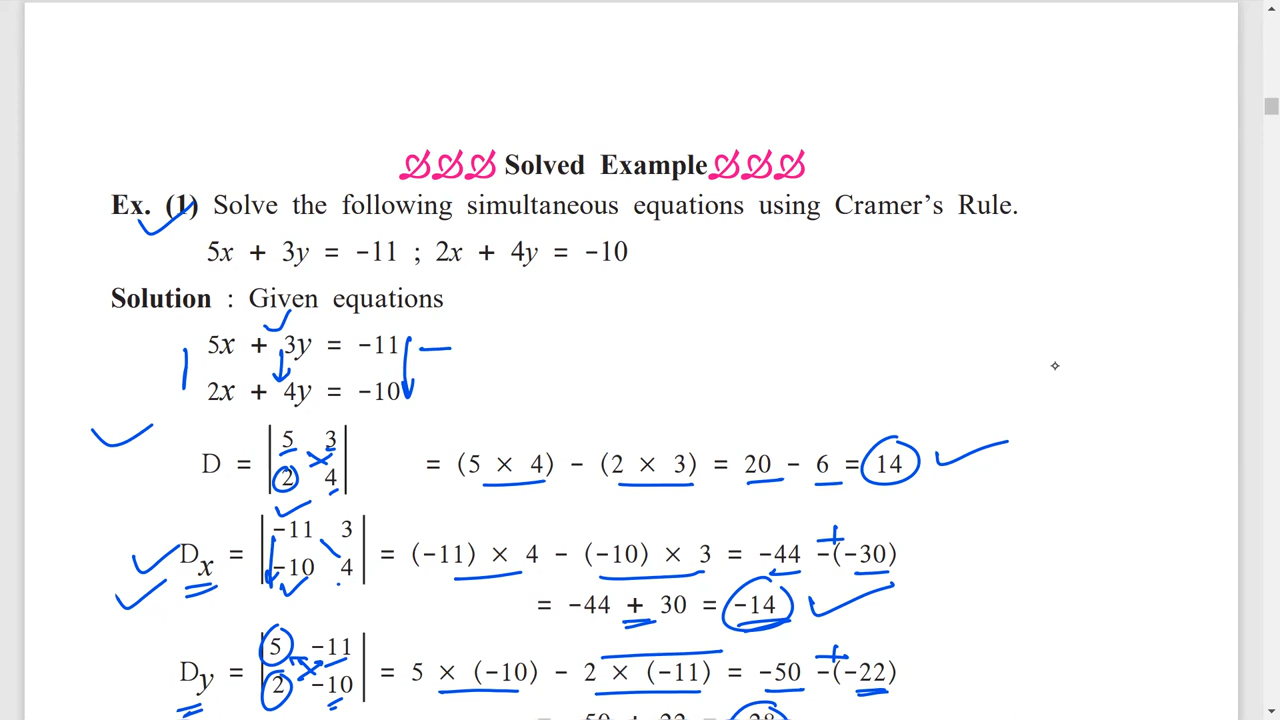 Solved Example
Ex. (1) Solve the following simultaneous equations using Cramer's Rule.
5x + 3y = -11 ; 2x + 4y = -10
Solution : Given equations
5x + 3y = -11
2x + 4y = -10
D = |5 3; 2 4| = (5 × 4) - (2 × 3) = 20 - 6 = 14
Dx = |-11 3; -10 4| = (-11) × 4 - (-10) × 3 = -44 -(-30)
= -44 + 30 = -14
Dy = |5 -11; 2 -10| = 5 × (-10) - 2 × (-11) = -50 -(-22)